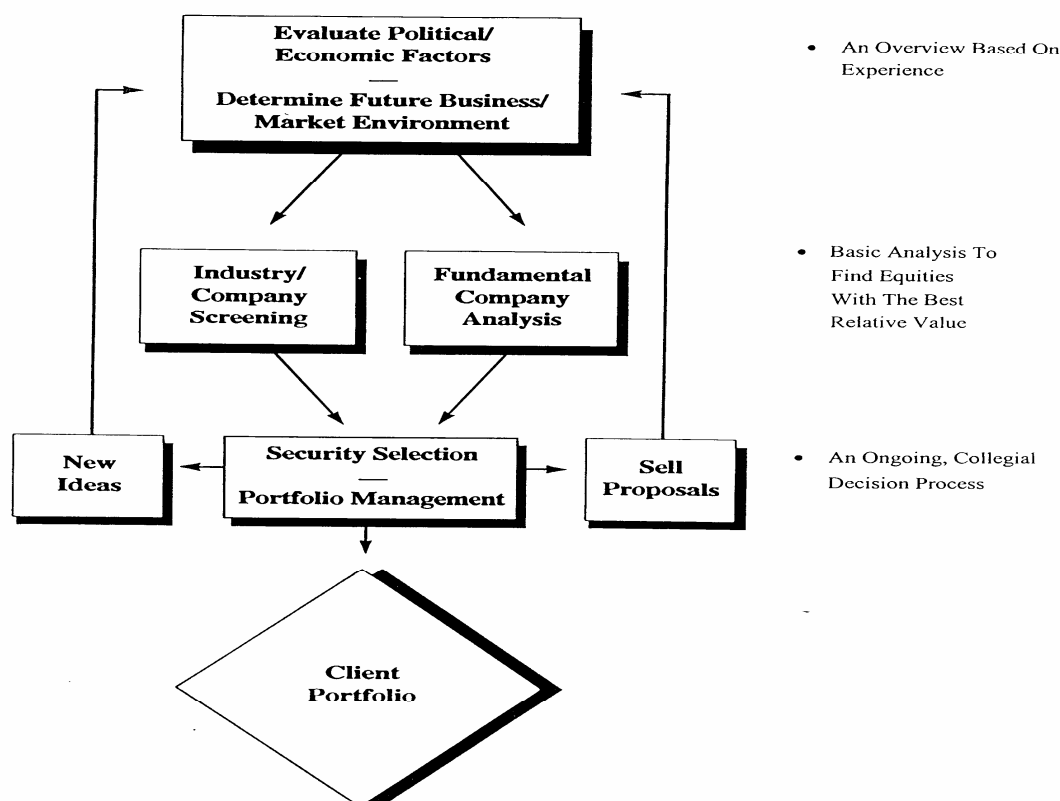 Evaluate Political/
Economic Factors
—
Determine Future Business/
Market Environment
• An Overview Based On
Experience
Industry/
Company
Screening
Fundamental
Company
Analysis
• Basic Analysis To
Find Equities
With The Best
Relative Value
New
Ideas
Security Selection
—
Portfolio Management
Sell
Proposals
• An Ongoing, Collegial
Decision Process
Client
Portfolio